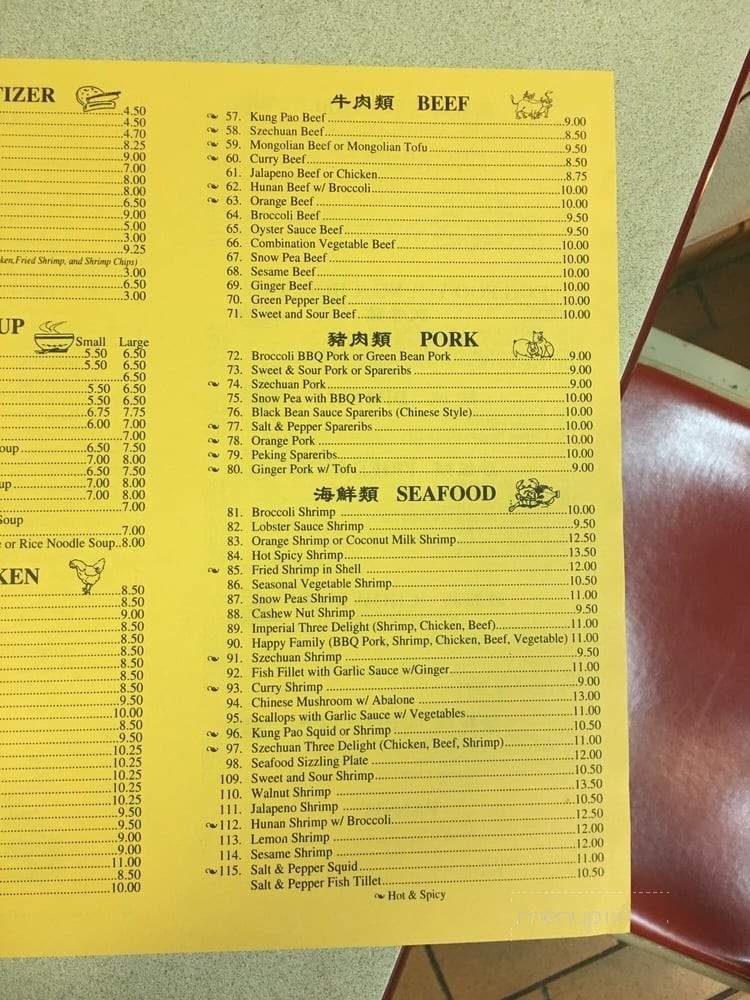 TIZER
4.50
4.50
4.70
8.25
9.00
7.00
8.00
8.00
6.50
9.00
5.00
3.00
9.25
ken,Fried Shrimp, and Shrimp Chips)
3.00
6.50
3.00
UP
Small Large
5.50 6.50
5.50 6.50
6.50
5.50 6.50
5.50 6.50
6.75 7.75
6.00 7.00
7.00
oup 6.50 7.50
7.00 8.00
6.50 7.50
up 7.00 8.00
7.00 8.00
7.00
Soup
7.00
e or Rice Noodle Soup..8.00
KEN
8.50
8.50
9.00
8.50
8.50
8.50
8.50
8.50
8.50
9.50
10.00
8.50
9.50
10.25
10.25
10.25
10.25
10.25
9.50
9.50
9.00
9.00
11.00
8.50
10.00
牛肉類 BEEF
57. Kung Pao Beef 9.00
58. Szechuan Beef 8.50
59. Mongolian Beef or Mongolian Tofu 9.50
60. Curry Beef 8.50
61. Jalapeno Beef or Chicken 8.75
62. Hunan Beef w/ Broccoli 10.00
63. Orange Beef 10.00
64. Broccoli Beef 9.50
65. Oyster Sauce Beef 9.50
66. Combination Vegetable Beef 10.00
67. Snow Pea Beef 10.00
68. Sesame Beef 10.00
69. Ginger Beef 10.00
70. Green Pepper Beef 10.00
71. Sweet and Sour Beef 10.00
豬肉類 PORK
72. Broccoli BBQ Pork or Green Bean Pork 9.00
73. Sweet & Sour Pork or Spareribs 9.00
74. Szechuan Pork 9.00
75. Snow Pea with BBQ Pork 10.00
76. Black Bean Sauce Spareribs (Chinese Style) 10.00
77. Salt & Pepper Spareribs 10.00
78. Orange Pork 10.00
79. Peking Spareribs 10.00
80. Ginger Pork w/ Tofu 9.00
海鮮類 SEAFOOD
81. Broccoli Shrimp 10.00
82. Lobster Sauce Shrimp 9.50
83. Orange Shrimp or Coconut Milk Shrimp 12.50
84. Hot Spicy Shrimp 13.50
85. Fried Shrimp in Shell 12.00
86. Seasonal Vegetable Shrimp 10.50
87. Snow Peas Shrimp 11.00
88. Cashew Nut Shrimp 9.50
89. Imperial Three Delight (Shrimp, Chicken, Beef) 11.00
90. Happy Family (BBQ Pork, Shrimp, Chicken, Beef, Vegetable) 11.00
91. Szechuan Shrimp 9.50
92. Fish Fillet with Garlic Sauce w/Ginger 11.00
93. Curry Shrimp 9.00
94. Chinese Mushroom w/ Abalone 13.00
95. Scallops with Garlic Sauce w/ Vegetables 11.00
96. Kung Pao Squid or Shrimp 10.50
97. Szechuan Three Delight (Chicken, Beef, Shrimp) 11.00
98. Seafood Sizzling Plate 12.00
109. Sweet and Sour Shrimp 10.50
110. Walnut Shrimp 13.50
111. Jalapeno Shrimp 10.50
112. Hunan Shrimp w/ Broccoli 12.50
113. Lemon Shrimp 12.00
114. Sesame Shrimp 12.00
115. Salt & Pepper Squid 11.00
Salt & Pepper Fish Tillet 10.50
Hot & Spicy